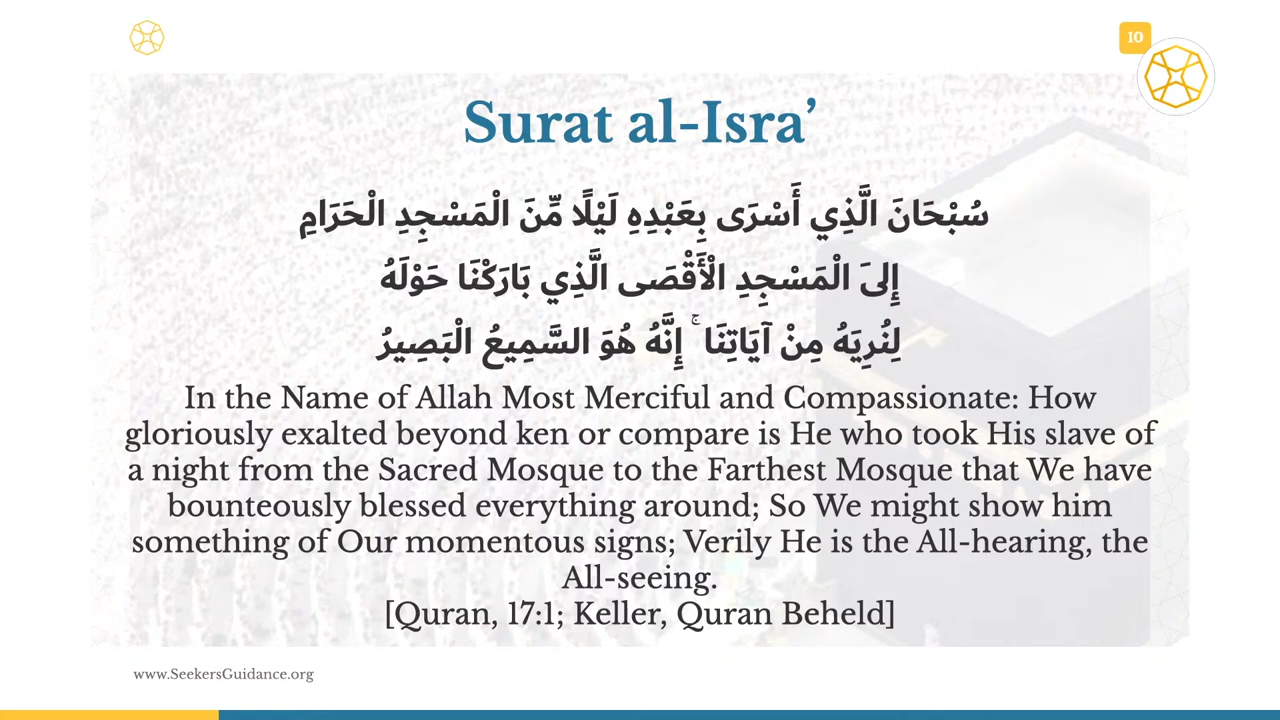 10
Surat al-Isra’
سُبْحَانَ الَّذِي أَسْرَى بِعَبْدِهِ لَيْلًا مِّنَ الْمَسْجِدِ الْحَرَامِ
إِلىَ الْمَسْجِدِ الْأَقْصَى الَّذِي بَارَكْنَا حَوْلَهُ
لِنُرِيَهُ مِنْ آيَاتِنَا ۚ إِنَّهُ هُوَ السَّمِيعُ الْبَصِيرُ
In the Name of Allah Most Merciful and Compassionate: How
gloriously exalted beyond ken or compare is He who took His slave of
a night from the Sacred Mosque to the Farthest Mosque that We have
bounteously blessed everything around; So We might show him
something of Our momentous signs; Verily He is the All-hearing, the
All-seeing.
[Quran, 17:1; Keller, Quran Beheld]
www.SeekersGuidance.org